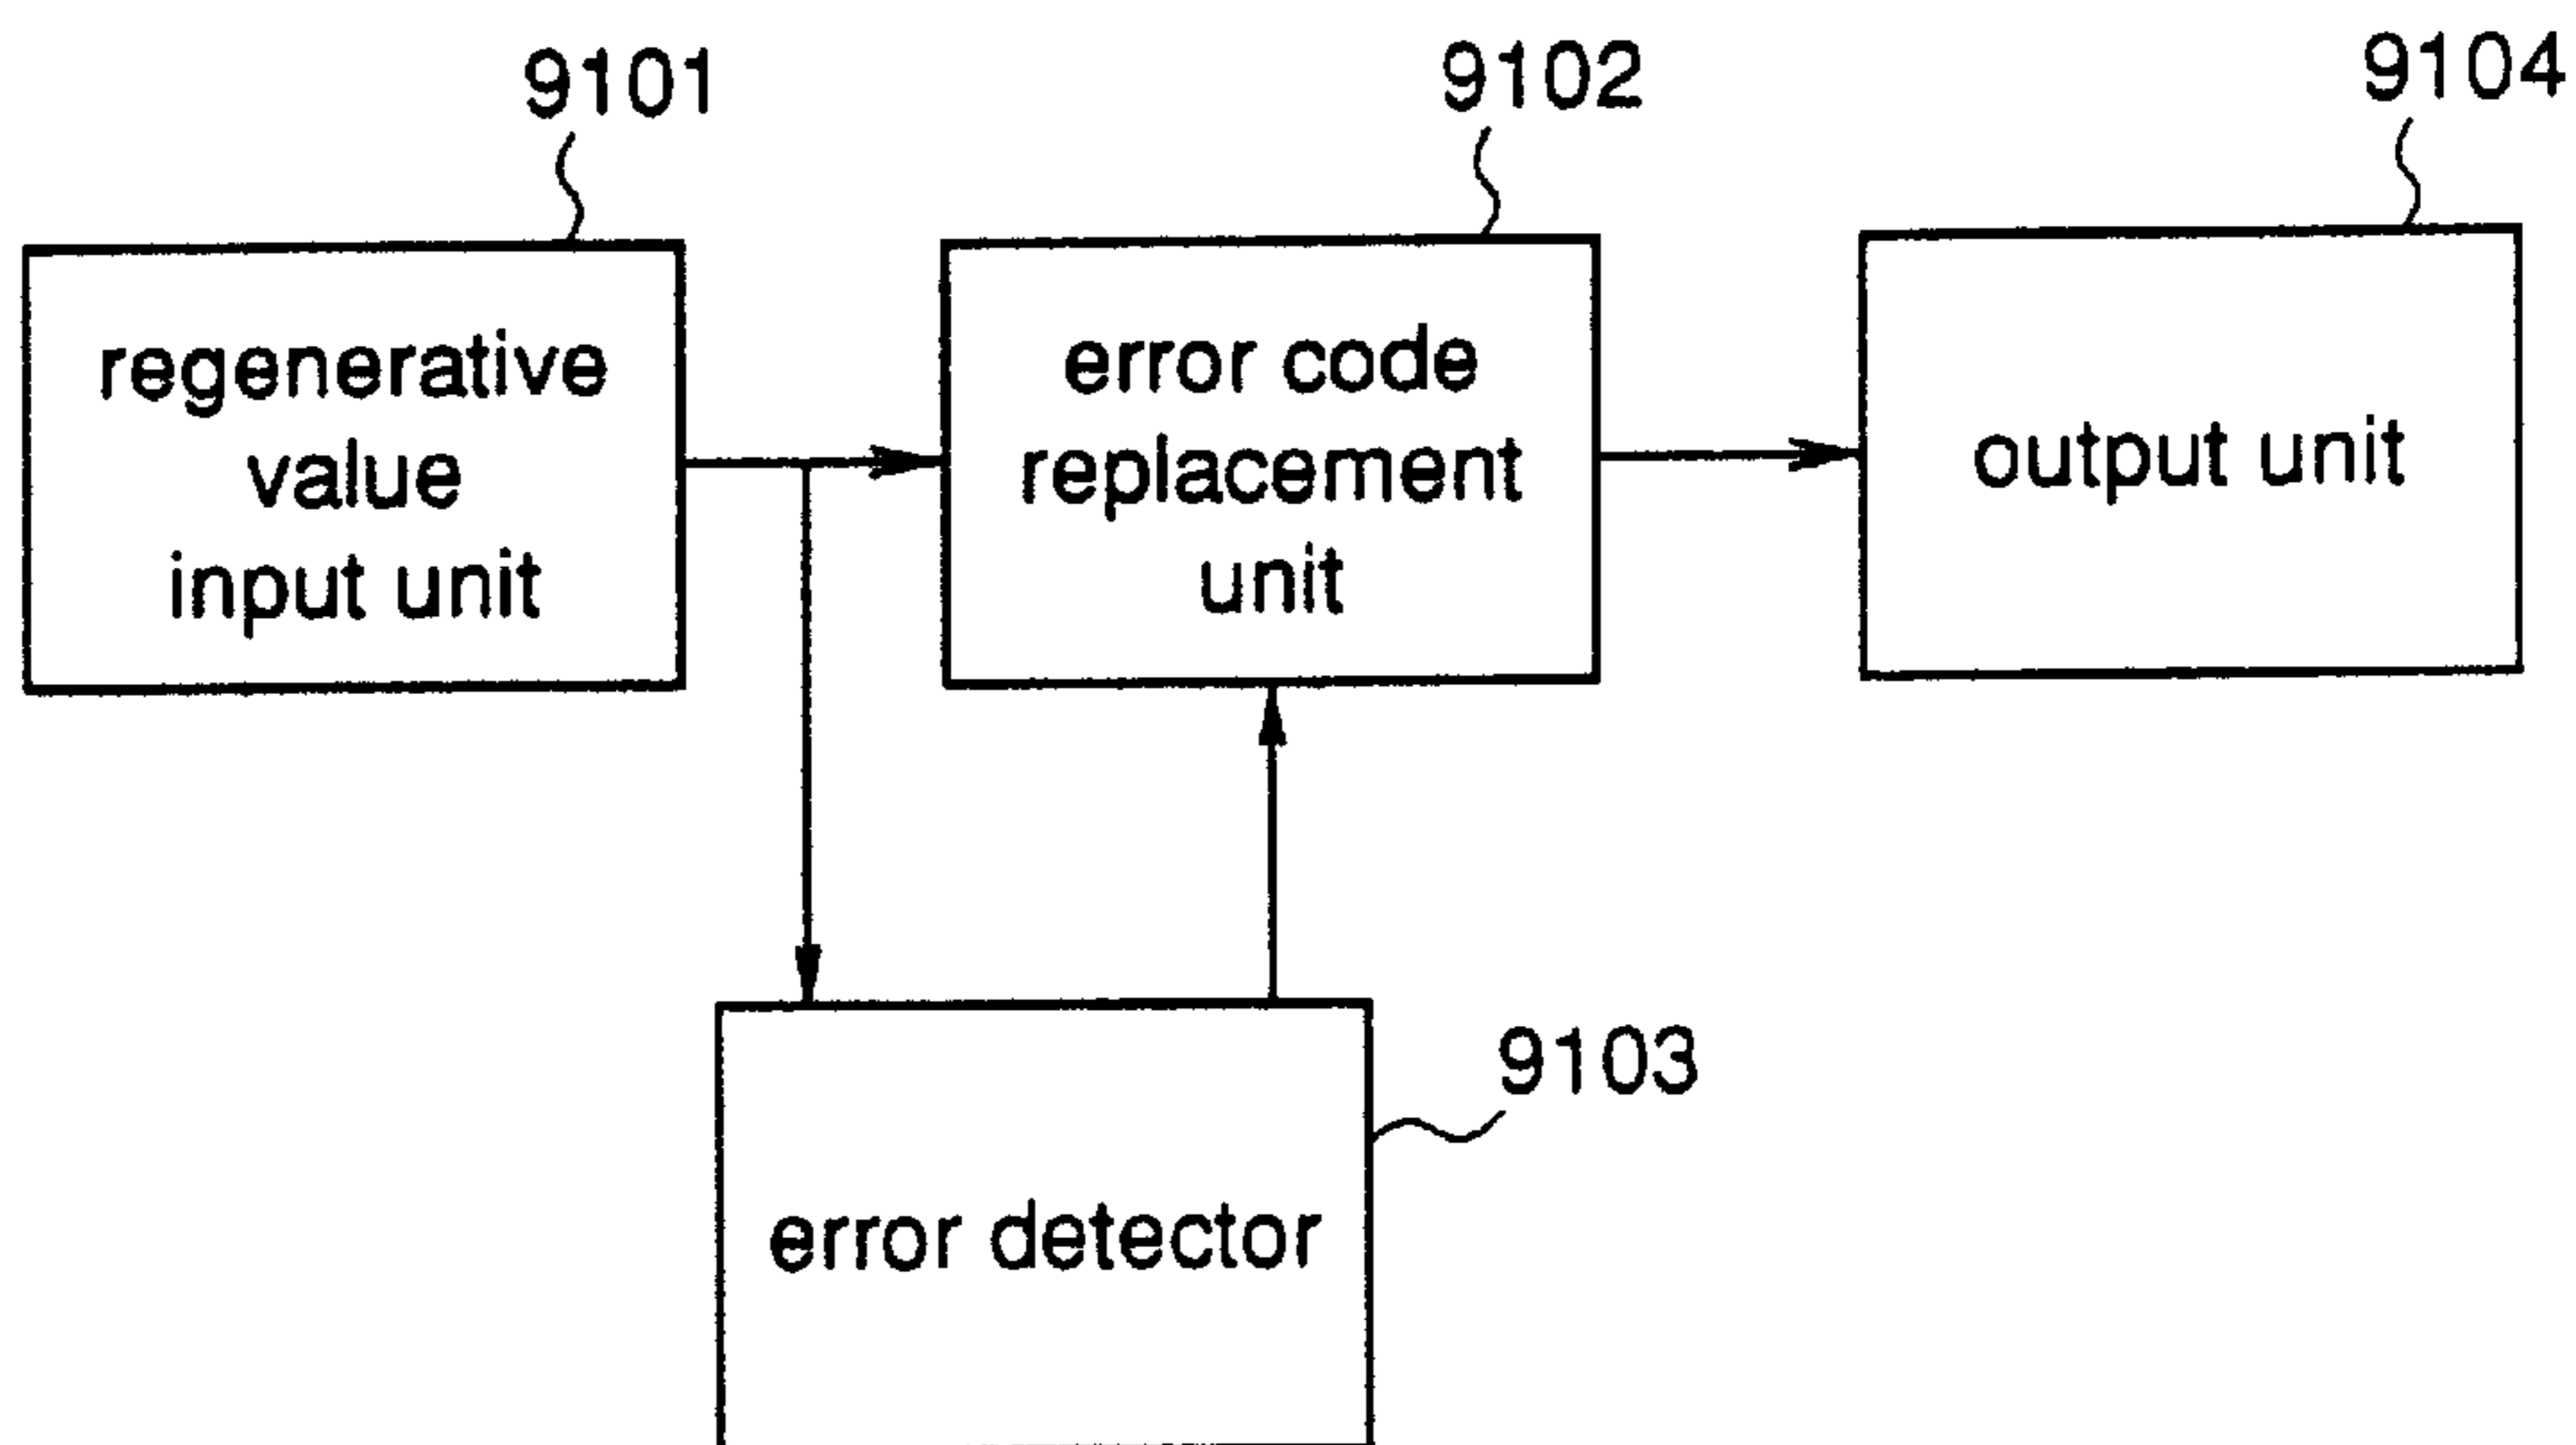 9101
9102
9104
regenerative
value
input unit
error code
replacement
unit
output unit
9103
error detector